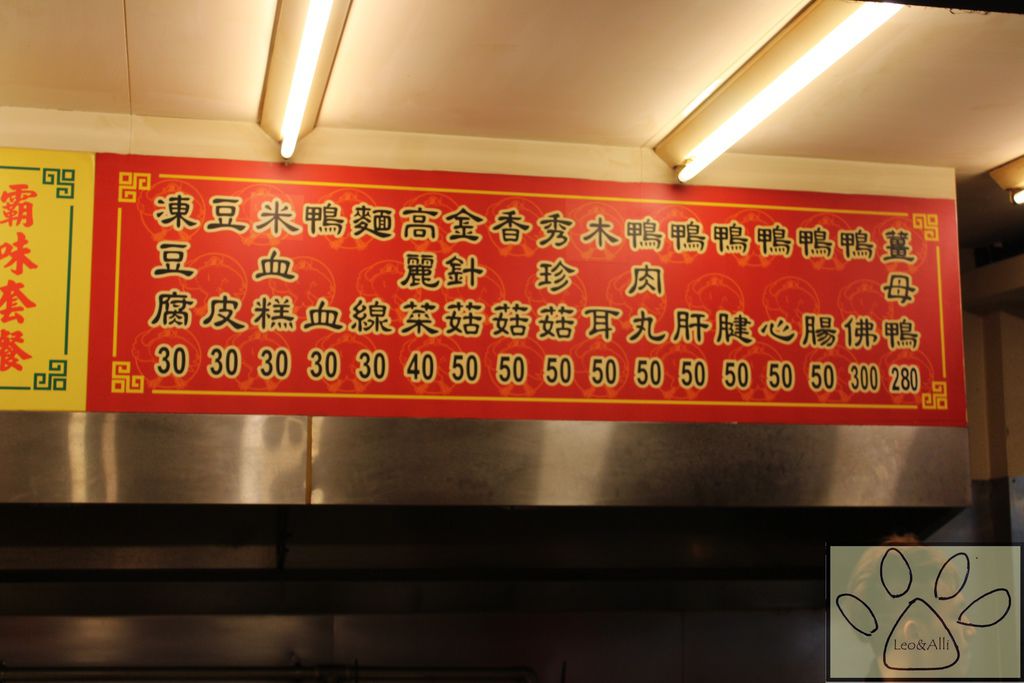 薑母鴨 280
鴨佛 300
鴨腸 50
鴨心 50
鴨腱 50
鴨肝 50
鴨肉丸 50
木耳 50
秀珍菇 50
香菇 50
金針菇 50
高麗菜 40
麵線 30
鴨血 30
米血糕 30
豆皮 30
凍豆腐 30
霸味套餐
Leo&Alli